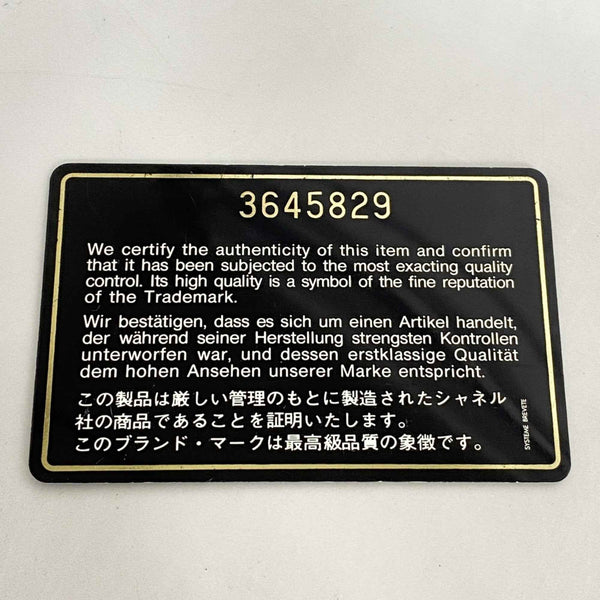 3645829
We certify the authenticity of this item and confirm
that it has been subjected to the most exacting quality
control. Its high quality is a symbol of the fine reputation
of the Trademark.
Wir bestätigen, dass es sich um einen Artikel handelt,
der während seiner Herstellung strengsten Kontrollen
unterworfen war, und dessen erstklassige Qualität
dem hohen Ansehen unserer Marke entspricht.
この製品は厳しい管理のもとに製造されたシャネル
社の商品であることを証明いたします。
このブランド・マークは最高級品質の象徴です。
SYSTEME BREVETE